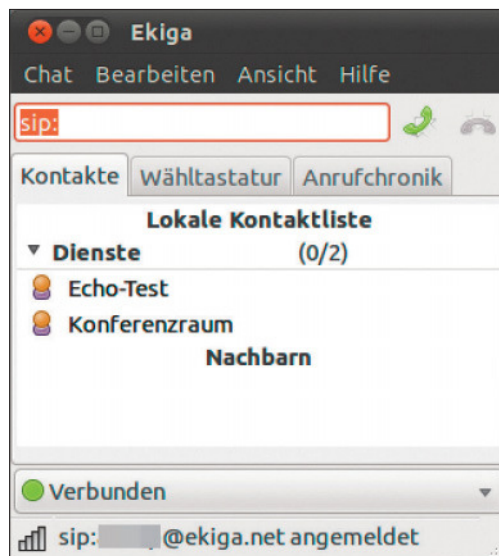 Ekiga
Chat Bearbeiten Ansicht Hilfe
sip:
Kontakte Wähltastatur Anrufchronik
Lokale Kontaktliste
Dienste (0/2)
Echo-Test
Konferenzraum
Nachbarn
Verbunden
sip: @ekiga.net angemeldet